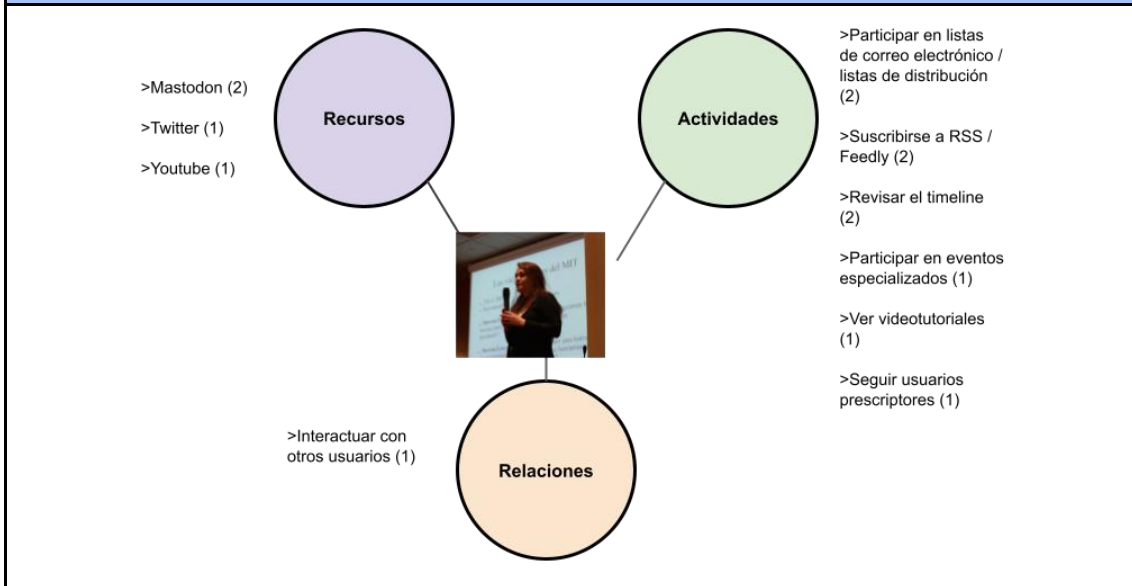 >Mastodon (2)
>Twitter (1)
>Youtube (1)
Recursos
Actividades
>Participar en listas
de correo electrónico /
listas de distribución
(2)
>Suscribirse a RSS /
Feedly (2)
>Revisar el timeline
(2)
>Participar en eventos
especializados (1)
>Ver videotutoriales
(1)
>Seguir usuarios
prescriptores (1)
del MIT
>Interactuar con
otros usuarios (1)
Relaciones